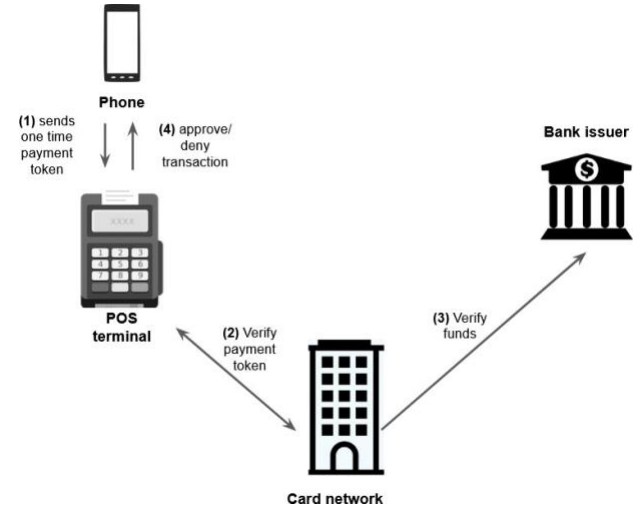 Phone
(1) sends
one time
payment
token
(4) approve/
deny
transaction
Bank issuer
$
XXXX
1 2 3
4 5 6
7 8 9
POS
terminal
(2) Verify
payment
token
(3) Verify
funds
Card network